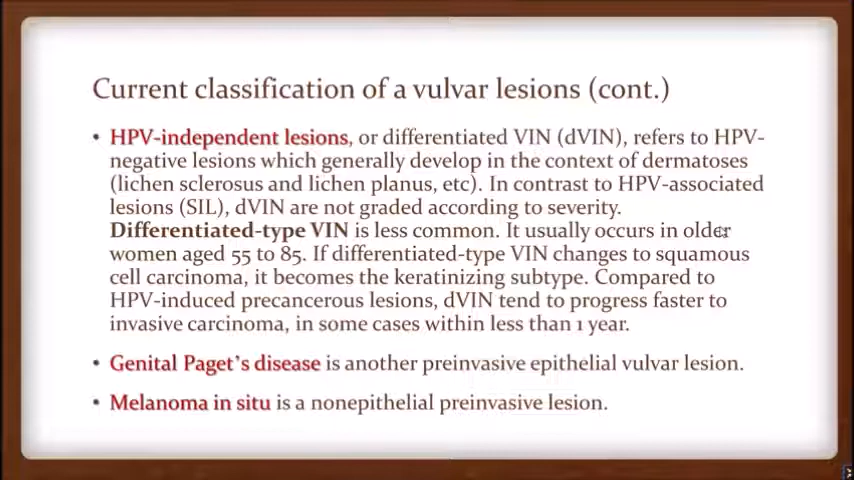 Current classification of a vulvar lesions (cont.)
• HPV-independent lesions, or differentiated VIN (dVIN), refers to HPV-
negative lesions which generally develop in the context of dermatoses
(lichen sclerosus and lichen planus, etc). In contrast to HPV-associated
lesions (SIL), dVIN are not graded according to severity.
Differentiated-type VIN is less common. It usually occurs in older
women aged 55 to 85. If differentiated-type VIN changes to squamous
cell carcinoma, it becomes the keratinizing subtype. Compared to
HPV-induced precancerous lesions, dVIN tend to progress faster to
invasive carcinoma, in some cases within less than 1 year.
• Genital Paget's disease is another preinvasive epithelial vulvar lesion.
• Melanoma in situ is a nonepithelial preinvasive lesion.